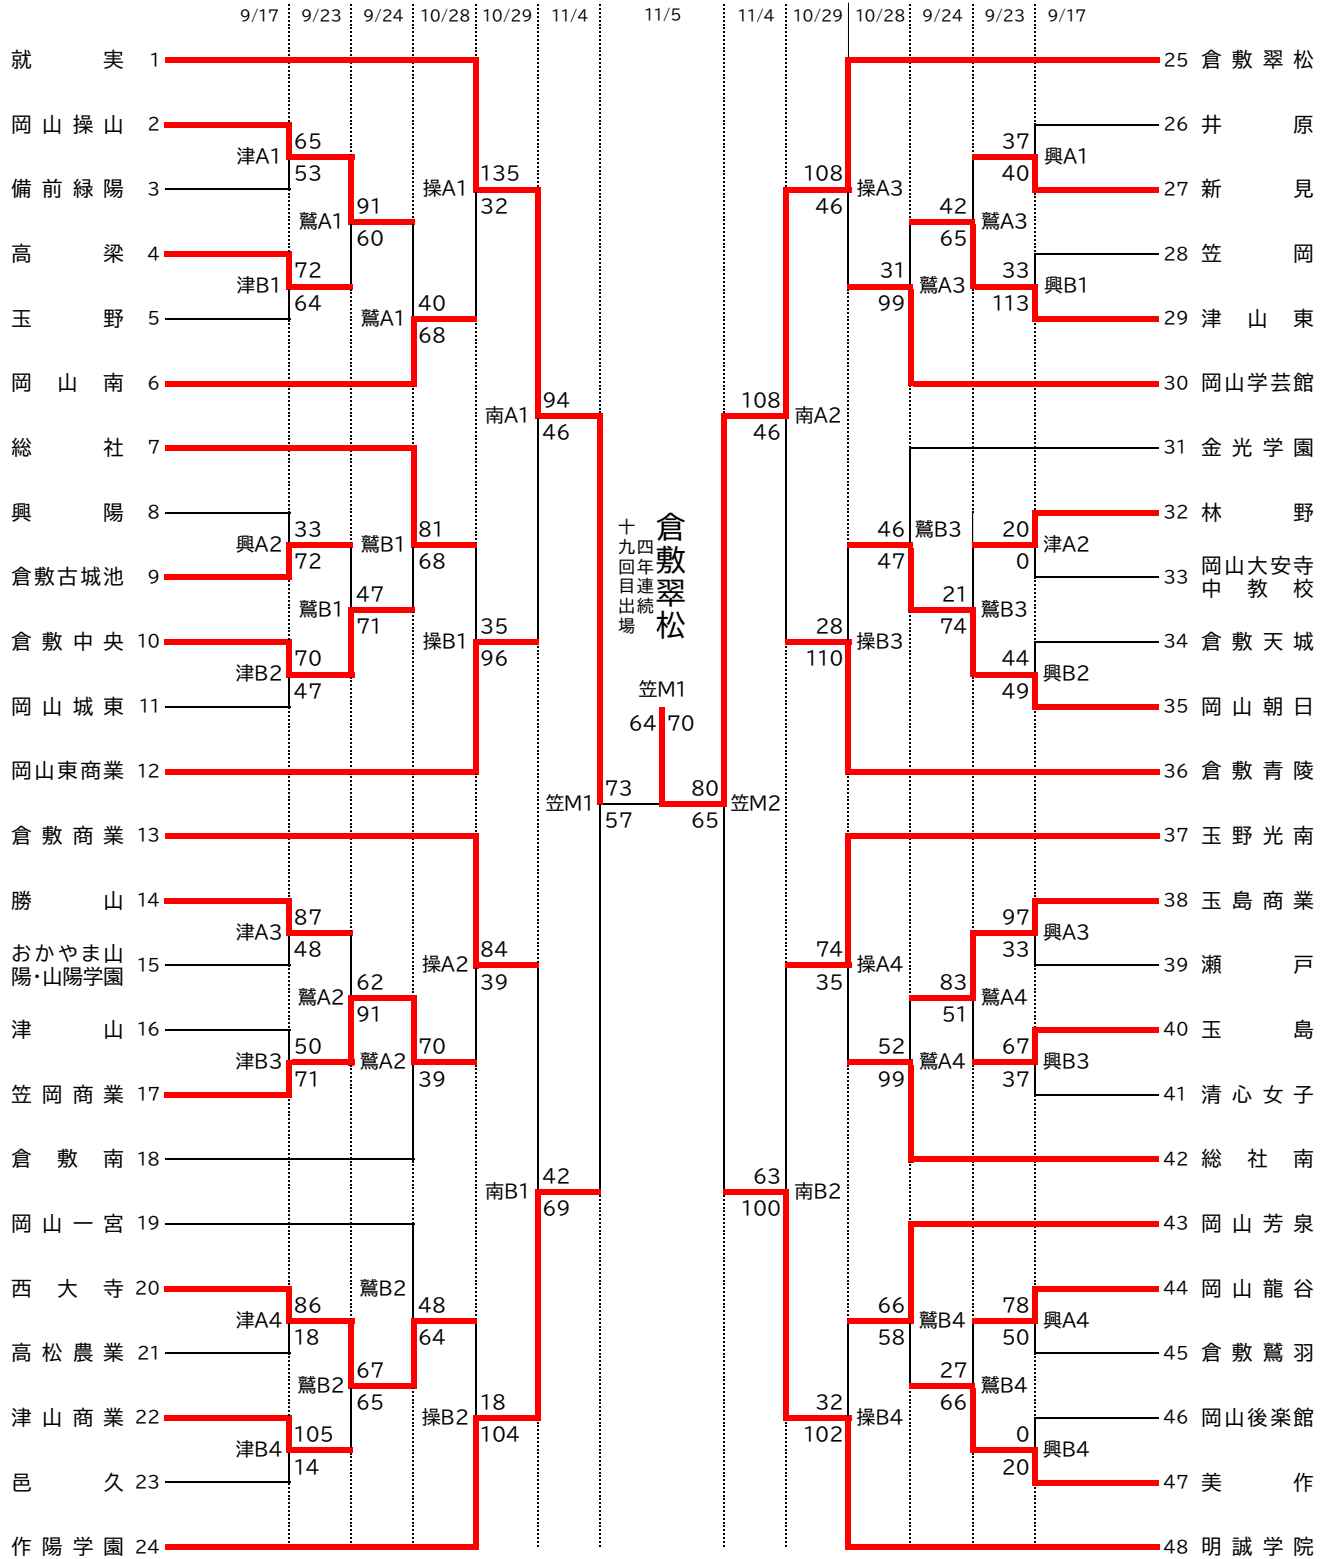 9/17 9/23 9/24 10/28 10/29 11/4 11/5 11/4 10/29 10/28 9/24 9/23 9/17
就実 1
岡山操山 2
備前緑陽 3
高梁 4
玉野 5
岡山南 6
総社 7
興陽 8
倉敷古城池 9
倉敷中央 10
岡山城東 11
岡山東商業 12
倉敷商業 13
勝山 14
おかやま山
陽・山陽学園 15
津山 16
笠岡商業 17
倉敷南 18
岡山一宮 19
西大寺 20
高松農業 21
津山商業 22
邑久 23
作陽学園 24
津A1 65
53
津B1 72
64
興A2 33
72
津B2 70
47
津A3 87
48
津B3 50
71
津A4 86
18
津B4 105
14
鷲A1 91
60
鷲B1 47
71
鷲A2 62
91
鷲B2 67
65
鷲A1 40
68
鷲B1 81
68
鷲A2 70
39
鷲B2 48
64
操A1 135
32
操B1 35
96
操A2 84
39
操B2 18
104
南A1 94
46
南B1 42
69
笠M1 73
57
倉敷翠松
四年連続
十九回目出場
笠M1
64 70
80 笠M2
65
108 南A2
46
63 南B2
100
108 操A3
46
28 操B3
110
74 操A4
35
32 操B4
102
31 鷲A3
99
46 鷲B3
47
52 鷲A4
99
66 鷲B4
58
42 鷲A3
65
21 鷲B3
74
83 鷲A4
51
27 鷲B4
66
37 興A1
40
33 興B1
113
20 津A2
0
44 興B2
49
97 興A3
33
67 興B3
37
78 興A4
50
0 興B4
20
25 倉敷翠松
26 井原
27 新見
28 笠岡
29 津山東
30 岡山学芸館
31 金光学園
32 林野
33 岡山大安寺
中教校
34 倉敷天城
35 岡山朝日
36 倉敷青陵
37 玉野光南
38 玉島商業
39 瀬戸
40 玉島
41 清心女子
42 総社南
43 岡山芳泉
44 岡山龍谷
45 倉敷鷲羽
46 岡山後楽館
47 美作
48 明誠学院